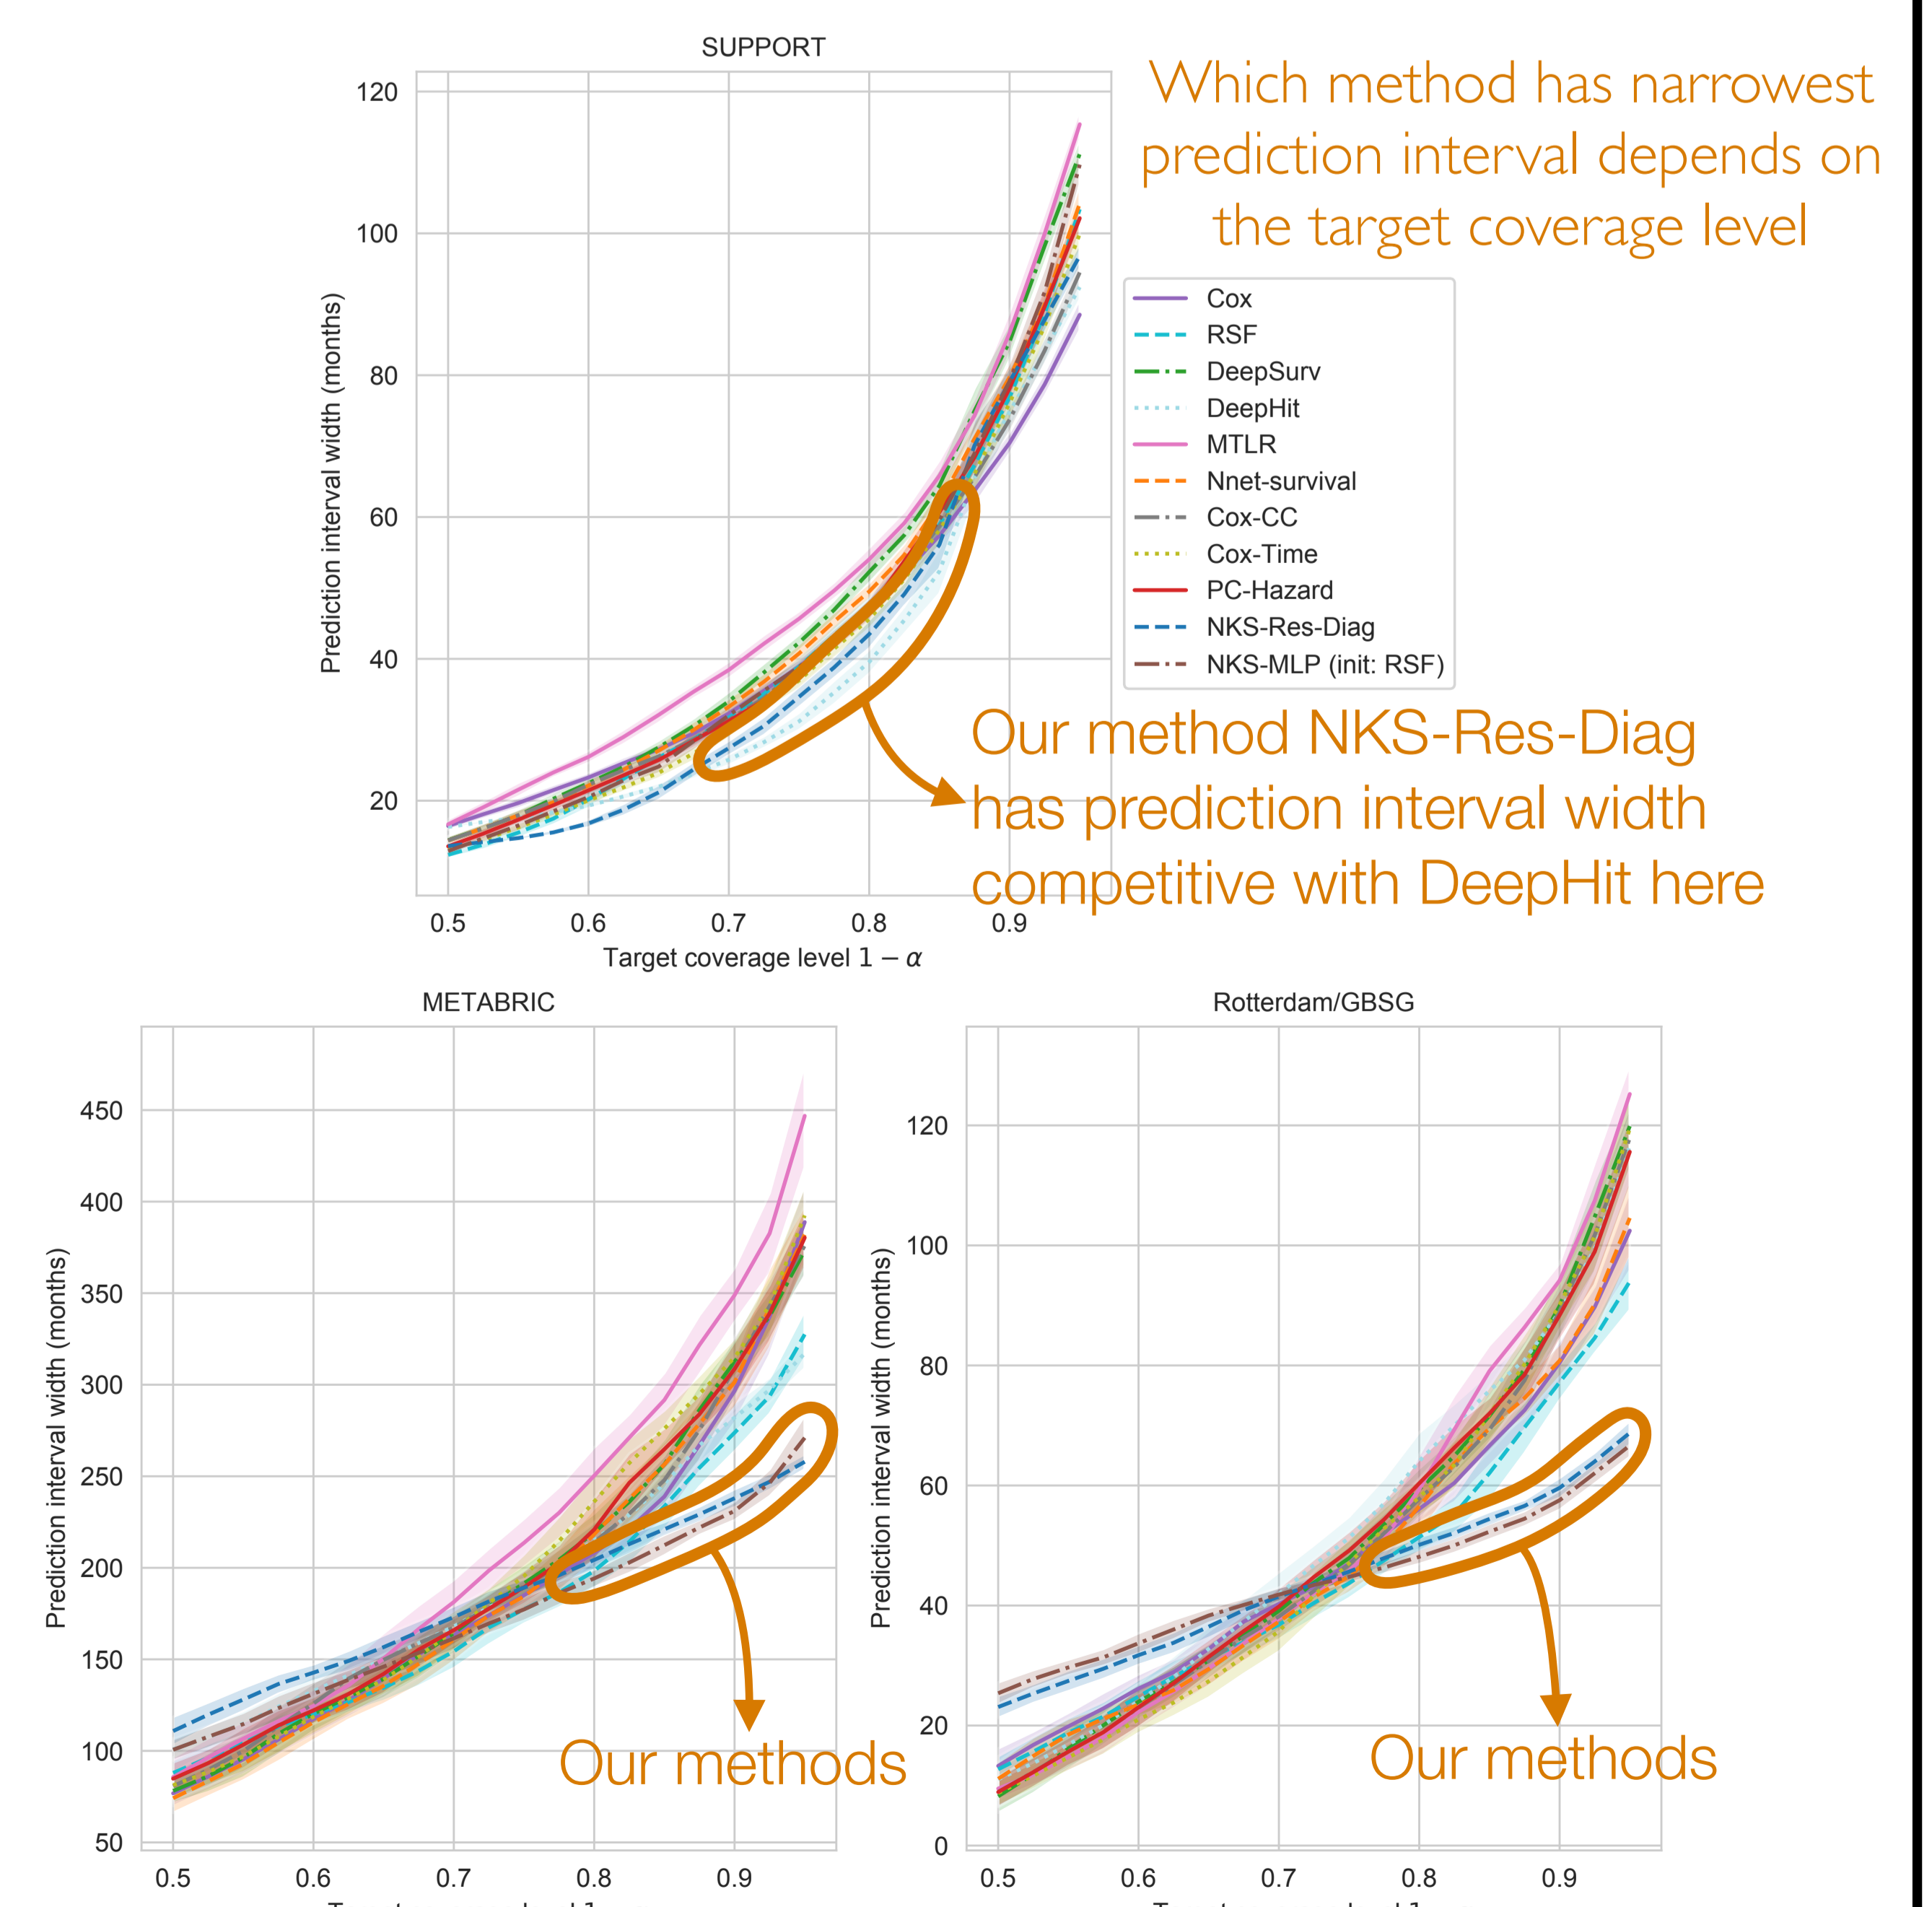 SUPPORT
Which method has narrowest
prediction interval depends on
the target coverage level
120
100
80
60
40
20
Prediction interval width (months)
0.5 0.6 0.7 0.8 0.9
Target coverage level 1 − α
Cox
RSF
DeepSurv
DeepHit
MTLR
Nnet-survival
Cox-CC
Cox-Time
PC-Hazard
NKS-Res-Diag
NKS-MLP (init: RSF)
Our method NKS-Res-Diag
has prediction interval width
competitive with DeepHit here
METABRIC
450
400
350
300
250
200
150
100
50
Prediction interval width (months)
0.5 0.6 0.7 0.8 0.9
Our methods
Rotterdam/GBSG
120
100
80
60
40
20
0
Prediction interval width (months)
0.5 0.6 0.7 0.8 0.9
Our methods